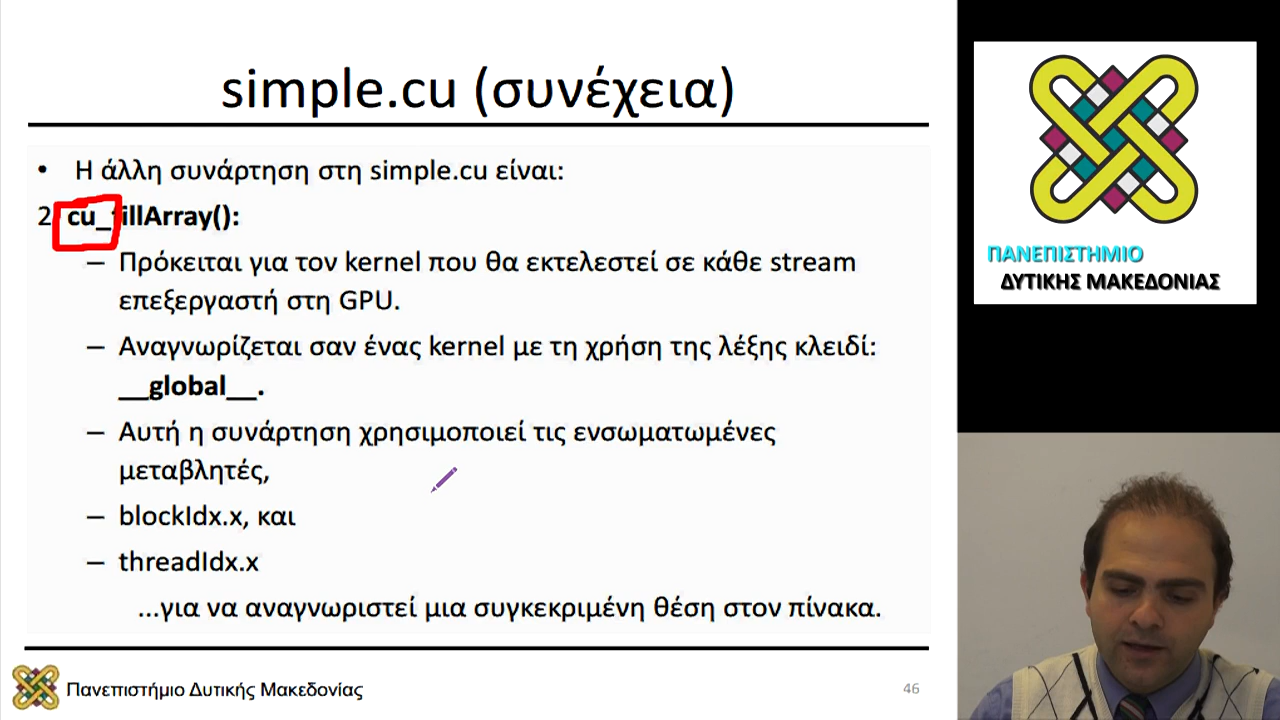 simple.cu (συνέχεια)
• Η άλλη συνάρτηση στη simple.cu είναι:
2 cu_fillArray():
– Πρόκειται για τον kernel που θα εκτελεστεί σε κάθε stream
επεξεργαστή στη GPU.
– Αναγνωρίζεται σαν ένας kernel με τη χρήση της λέξης κλειδί:
__global__.
– Αυτή η συνάρτηση χρησιμοποιεί τις ενσωματωμένες
μεταβλητές,
– blockIdx.x, και
– threadIdx.x
...για να αναγνωριστεί μια συγκεκριμένη θέση στον πίνακα.
Πανεπιστήμιο Δυτικής Μακεδονίας
46
ΠΑΝΕΠΙΣΤΗΜΙΟ
ΔΥΤΙΚΗΣ ΜΑΚΕΔΟΝΙΑΣ